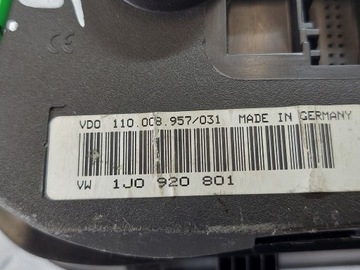 CE
VDO 110.008.957/031 MADE IN GERMANY
VW 1J0 920 801